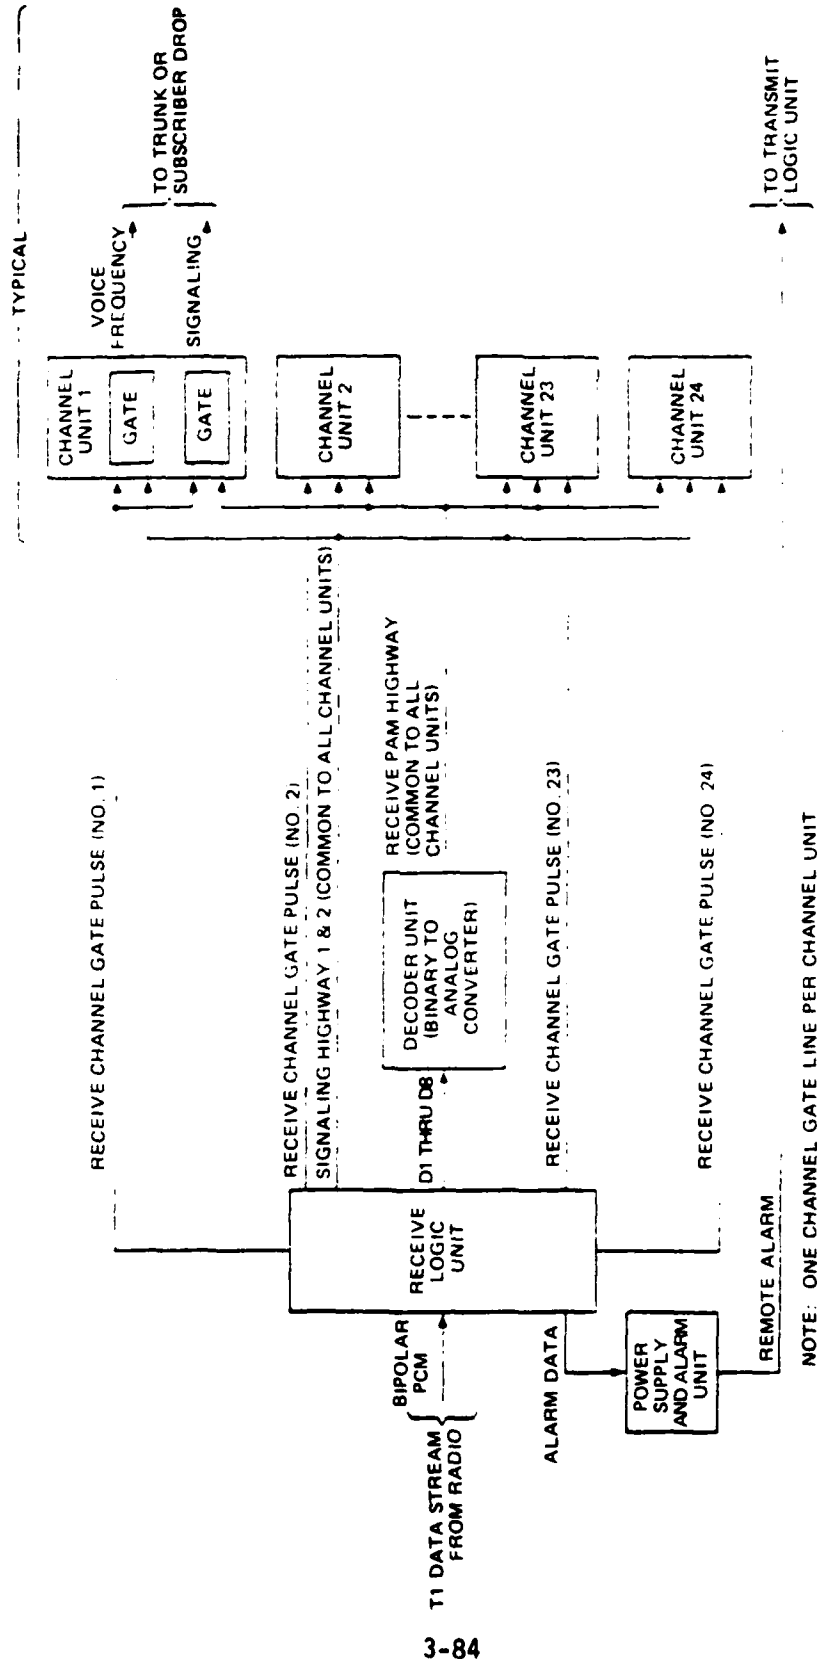 TYPICAL
RECEIVE CHANNEL GATE PULSE (NO. 1)
CHANNEL
UNIT 1
GATE
GATE
VOICE
FREQUENCY
SIGNALING
TO TRUNK OR
SUBSCRIBER DROP
RECEIVE CHANNEL GATE PULSE (NO. 2)
SIGNALING HIGHWAY 1 & 2 (COMMON TO ALL CHANNEL UNITS)
CHANNEL
UNIT 2
T1 DATA STREAM
FROM RADIO
BIPOLAR
PCM
RECEIVE
LOGIC
UNIT
D1 THRU D8
DECODER UNIT
(BINARY TO
ANALOG
CONVERTER)
RECEIVE PAM HIGHWAY
(COMMON TO ALL
CHANNEL UNITS)
RECEIVE CHANNEL GATE PULSE (NO. 23)
CHANNEL
UNIT 23
ALARM DATA
POWER
SUPPLY
AND ALARM
UNIT
RECEIVE CHANNEL GATE PULSE (NO 24)
CHANNEL
UNIT 24
REMOTE ALARM
TO TRANSMIT
LOGIC UNIT
NOTE: ONE CHANNEL GATE LINE PER CHANNEL UNIT
3-84